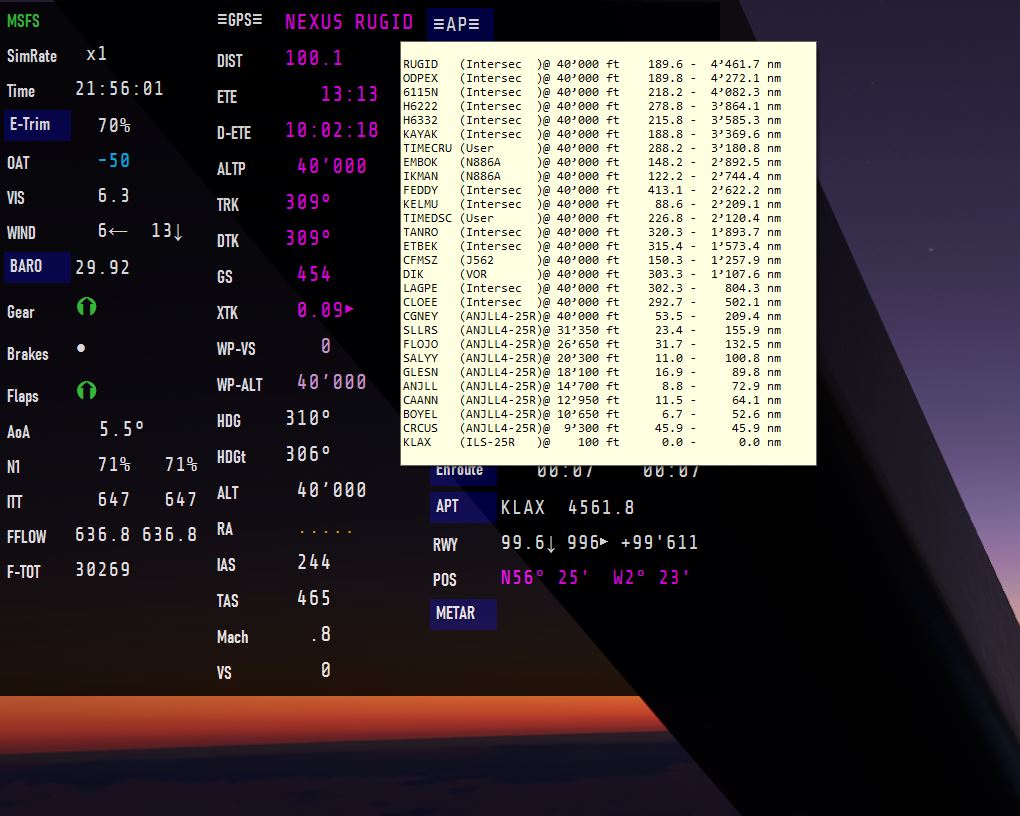 MSFS
SimRate x1
Time 21:56:01
E-Trim 70%
OAT -50
VIS 6.3
WIND 6← 13↓
BARO 29.92
Gear
Brakes ●
Flaps
AoA 5.5°
N1 71% 71%
ITT 647 647
FFLOW 636.8 636.8
F-TOT 30269
≡GPS≡ NEXUS RUGID
DIST 100.1
ETE 13:13
D-ETE 10:02:18
ALTP 40’000
TRK 309°
DTK 309°
GS 454
XTK 0.09►
WP-VS 0
WP-ALT 40’000
HDG 310°
HDGt 306°
ALT 40’000
RA .....
IAS 244
TAS 465
Mach .8
VS 0
≡AP≡
RUGID (Intersec )@ 40’000 ft 189.6 - 4’461.7 nm
ODPEX (Intersec )@ 40’000 ft 189.8 - 4’272.1 nm
6115N (Intersec )@ 40’000 ft 218.2 - 4’082.3 nm
H6222 (Intersec )@ 40’000 ft 278.8 - 3’864.1 nm
H6332 (Intersec )@ 40’000 ft 215.8 - 3’585.3 nm
KAYAK (Intersec )@ 40’000 ft 188.8 - 3’369.6 nm
TIMECRU (User )@ 40’000 ft 288.2 - 3’180.8 nm
EMBOK (N886A )@ 40’000 ft 148.2 - 2’892.5 nm
IKMAN (N886A )@ 40’000 ft 122.2 - 2’744.4 nm
FEDDY (Intersec )@ 40’000 ft 413.1 - 2’622.2 nm
KELMU (Intersec )@ 40’000 ft 88.6 - 2’209.1 nm
TIMEDSC (User )@ 40’000 ft 226.8 - 2’120.4 nm
TANRO (Intersec )@ 40’000 ft 320.3 - 1’893.7 nm
ETBEK (Intersec )@ 40’000 ft 315.4 - 1’573.4 nm
CFMSZ (J562 )@ 40’000 ft 150.3 - 1’257.9 nm
DIK (VOR )@ 40’000 ft 303.3 - 1’107.6 nm
LAGPE (Intersec )@ 40’000 ft 302.3 - 804.3 nm
CLOEE (Intersec )@ 40’000 ft 292.7 - 502.1 nm
CGNEY (ANJLL4-25R)@ 40’000 ft 53.5 - 209.4 nm
SLLRS (ANJLL4-25R)@ 31’350 ft 23.4 - 155.9 nm
FLOJO (ANJLL4-25R)@ 26’650 ft 31.7 - 132.5 nm
SALYY (ANJLL4-25R)@ 20’300 ft 11.0 - 100.8 nm
GLESN (ANJLL4-25R)@ 18’100 ft 16.9 - 89.8 nm
ANJLL (ANJLL4-25R)@ 14’700 ft 8.8 - 72.9 nm
CAANN (ANJLL4-25R)@ 12’950 ft 11.5 - 64.1 nm
BOYEL (ANJLL4-25R)@ 10’650 ft 6.7 - 52.6 nm
CRCUS (ANJLL4-25R)@ 9’300 ft 45.9 - 45.9 nm
KLAX (ILS-25R )@ 100 ft 0.0 - 0.0 nm
Enroute 00:07 00:07
APT KLAX 4561.8
RWY 99.6↓ 996► +99'611
POS N56° 25' W2° 23'
METAR